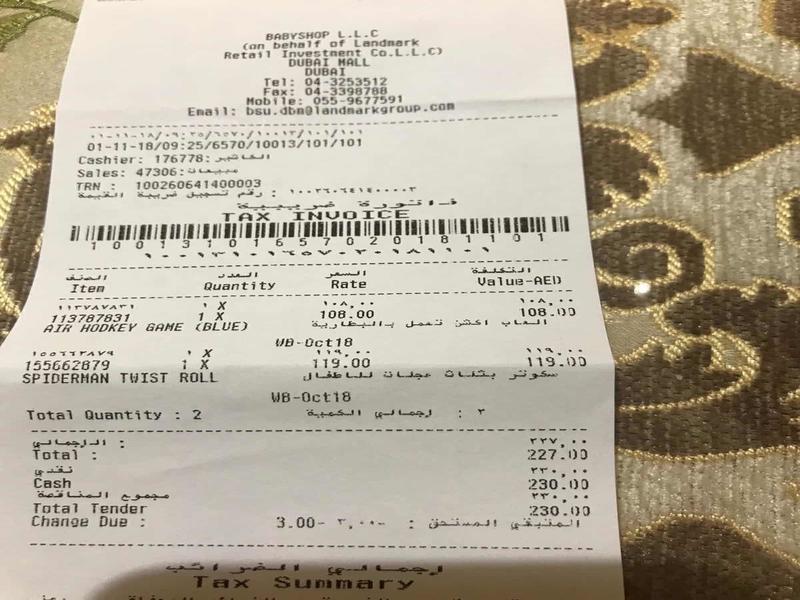 BABYSHOP L.L.C
(on behalf of Landmark
Retail Investment Co.L.L.C)
DUBAI MALL
DUBAI
Tel: 04-3253512
Fax: 04-3398788
Mobile: 055-9677591
Email: bsu.dbm@landmarkgroup.com
٠١-١١-١٨/٠٩:٢٥/٦٥٧٠/١٠٠١٣/١٠١/١٠١
01-11-18/09:25/6570/10013/101/101
Cashier: 176778: الكاشير
Sales: 47306: مبيعات
TRN : 100260641400003
رقم تسجيل ضريبة القيمة : ١٠٠٢٦٠٦٤١٤٠٠٠٠٣
فاتورة ضريبية
TAX INVOICE
10013101657020181101
١٠٠١٣١٠١٦٥٧٠٢٠١٨١١٠١
الصنف العدد السعر التكلفة
Item Quantity Rate Value-AED
١١٣٧٨٧٨٣١ ١ X ١٠٨,٠٠ ١٠٨,٠٠
113787831 1 X 108.00 108.00
AIR HODKEY GAME (BLUE) العاب اكشن تعمل بالبطارية
WB-Oct18
١٥٥٦٦٢٨٧٩ ١ X ١١٩,٠٠ ١١٩,٠٠
155662879 1 X 119.00 119.00
SPIDERMAN TWIST ROLL سكوتر بثلاث عجلات للاطفال
WB-Oct18
Total Quantity : 2 إجمالي الكمية : ٢
الإجمالي : ٢٢٧,٠٠
Total : 227.00
نقدي ٢٣٠,٠٠
Cash 230.00
مجموع المناقصة ٢٣٠,٠٠
Total Tender 230.00
Change Due : 3.00- ٣,٠٠- : المتبقي المستحق
إجمالي الضرائب
Tax Summary